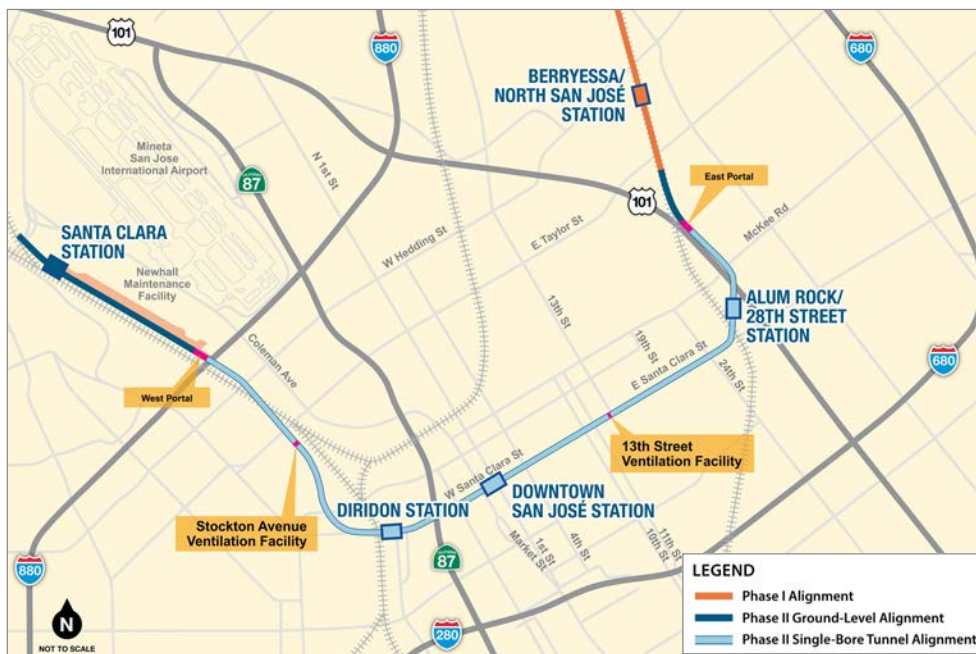 101
880
680
BERRYESSA/
NORTH SAN JOSÉ
STATION
Mineta
San Jose
International Airport
N 1st St
87
East Portal
101
McKee Rd
E Taylor St
W Hedding St
SANTA CLARA
STATION
Newhall
Maintenance
Facility
ALUM ROCK/
28TH STREET
STATION
13th St
19th St
E Santa Clara St
24th St
680
Coleman Ave
West Portal
13th Street
Ventilation Facility
W Santa Clara St
DOWNTOWN
SAN JOSÉ STATION
DIRIDON STATION
Stockton Avenue
Ventilation Facility
Market St
1st St
4th St
10th St
11th St
CALIFORNIA
87
880
280
N
NOT TO SCALE
LEGEND
Phase I Alignment
Phase II Ground-Level Alignment
Phase II Single-Bore Tunnel Alignment